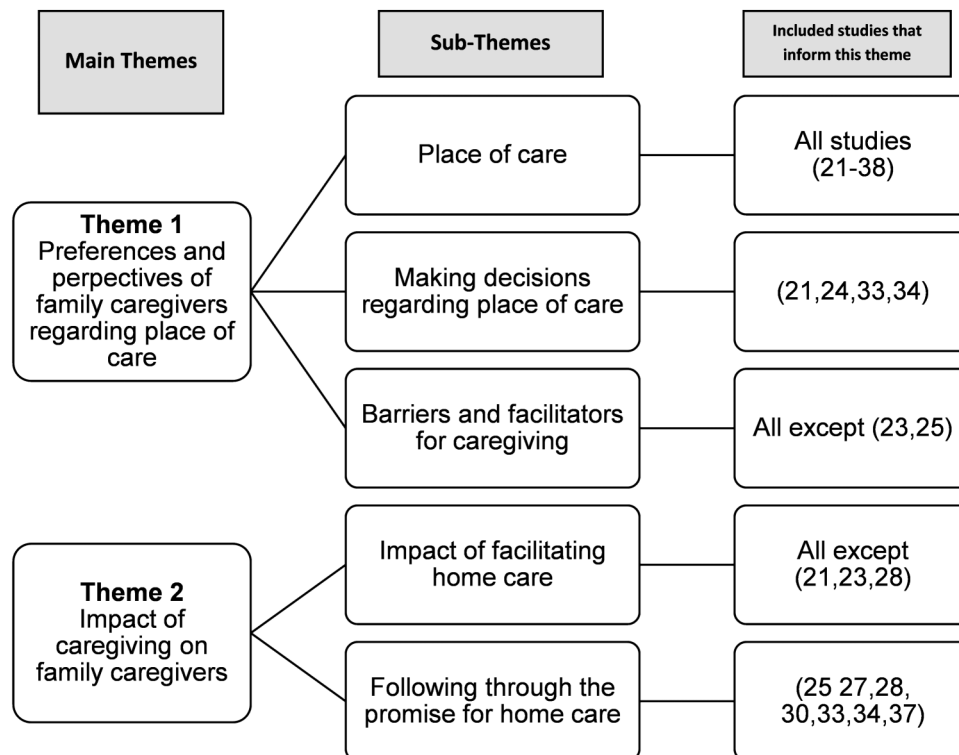 Main Themes
Sub-Themes
Included studies that
inform this theme
Theme 1
Preferences and
perpectives of
family caregivers
regarding place of
care
Place of care
All studies
(21-38)
Making decisions
regarding place of care
(21,24,33,34)
Barriers and facilitators
for caregiving
All except (23,25)
Theme 2
Impact of
caregiving on
family caregivers
Impact of facilitating
home care
All except
(21,23,28)
Following through the
promise for home care
(25 27,28,
30,33,34,37)